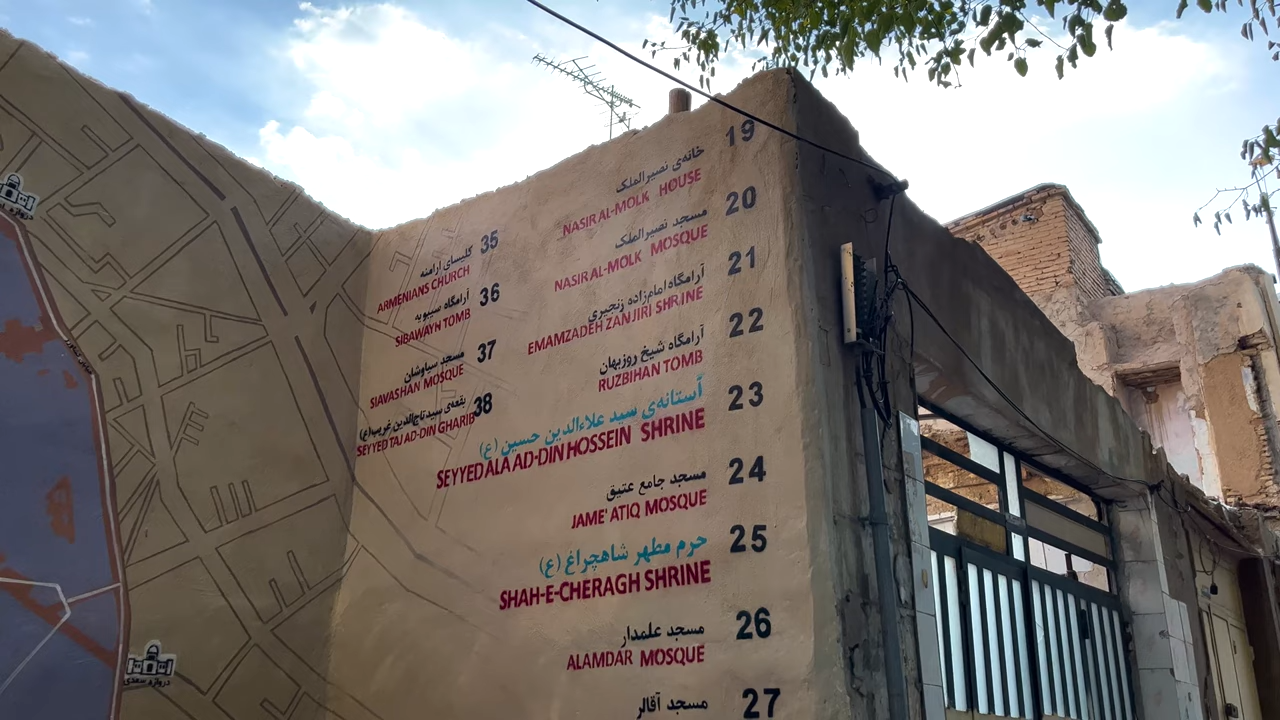 35
کلیسای ارامنه
ARMENIANS CHURCH
36
آرامگاه سیبویه
SIBAWAYN TOMB
37
مسجد سیاوشان
SIAVASHAN MOSQUE
38
بقعه‌ی سیدتاج‌الدین غریب(ع)
SEYYED TAJ AD-DIN GHARIB
19
خانه‌ی نصیرالملک
NASIR AL-MOLK HOUSE
20
مسجد نصیرالملک
NASIR AL-MOLK MOSQUE
21
آرامگاه امامزاده زنجیری
EMAMZADEH ZANJIRI SHRINE
22
آرامگاه شیخ روزبهان
RUZBIHAN TOMB
23
آستانه‌ی سید علاءالدین حسین (ع)
SEYYED ALA AD-DIN HOSSEIN SHRINE
24
مسجد جامع عتیق
JAME' ATIQ MOSQUE
25
حرم مطهر شاهچراغ (ع)
SHAH-E-CHERAGH SHRINE
26
مسجد علمدار
ALAMDAR MOSQUE
27
مسجد آقالر
دروازه سعدی